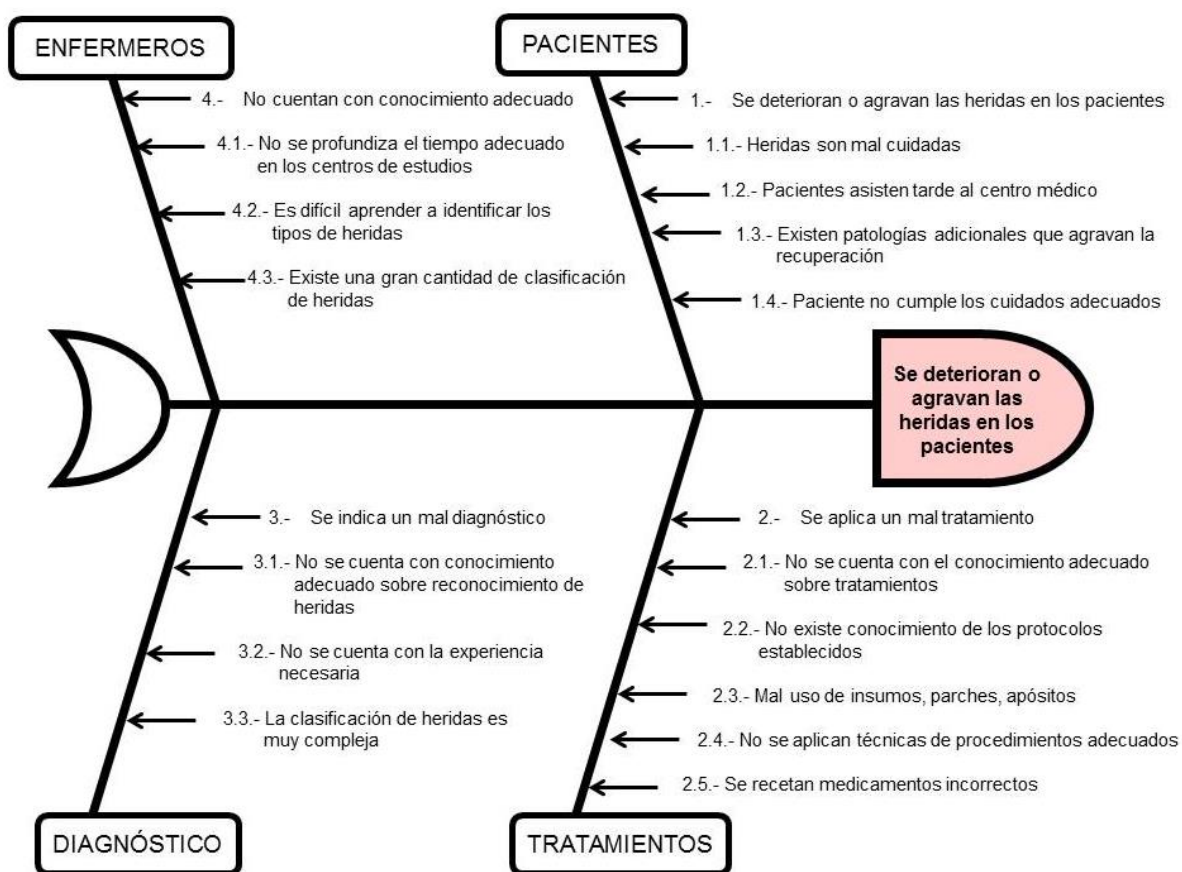 ENFERMEROS
4.- No cuentan con conocimiento adecuado
4.1.- No se profundiza el tiempo adecuado
en los centros de estudios
4.2.- Es difícil aprender a identificar los
tipos de heridas
4.3.- Existe una gran cantidad de clasificación
de heridas
PACIENTES
1.- Se deterioran o agravan las heridas en los pacientes
1.1.- Heridas son mal cuidadas
1.2.- Pacientes asisten tarde al centro médico
1.3.- Existen patologías adicionales que agravan la
recuperación
1.4.- Paciente no cumple los cuidados adecuados
Se deterioran o
agravan las
heridas en los
pacientes
3.- Se indica un mal diagnóstico
3.1.- No se cuenta con conocimiento
adecuado sobre reconocimiento de
heridas
3.2.- No se cuenta con la experiencia
necesaria
3.3.- La clasificación de heridas es
muy compleja
DIAGNÓSTICO
2.- Se aplica un mal tratamiento
2.1.- No se cuenta con el conocimiento adecuado
sobre tratamientos
2.2.- No existe conocimiento de los protocolos
establecidos
2.3.- Mal uso de insumos, parches, apósitos
2.4.- No se aplican técnicas de procedimientos adecuados
2.5.- Se recetan medicamentos incorrectos
TRATAMIENTOS